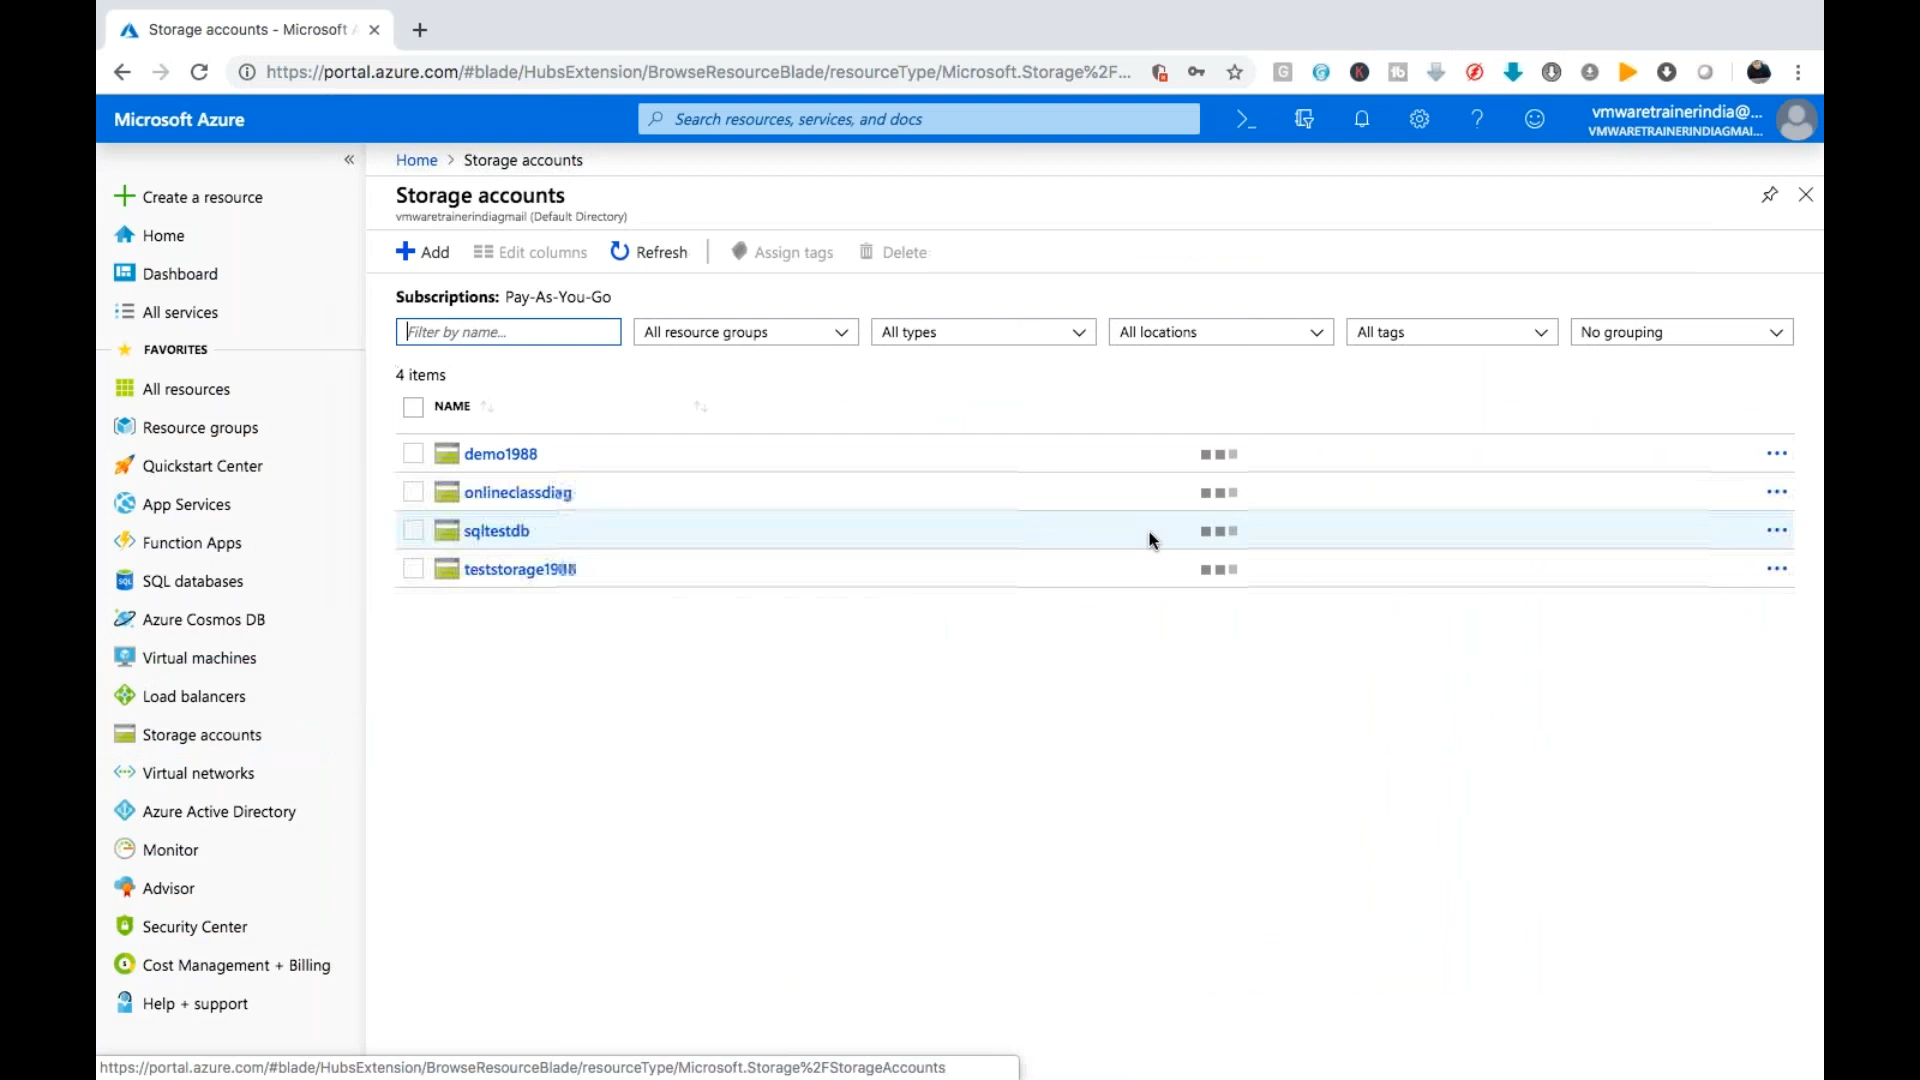 Storage accounts - Microsoft A
https://portal.azure.com/#blade/HubsExtension/BrowseResourceBlade/resourceType/Microsoft.Storage%2F...
Microsoft Azure
Search resources, services, and docs
vmwaretrainerindia@...
VMWARETRAINERINDIAGMAI...
Create a resource
Home
Dashboard
All services
FAVORITES
All resources
Resource groups
Quickstart Center
App Services
Function Apps
SQL databases
Azure Cosmos DB
Virtual machines
Load balancers
Storage accounts
Virtual networks
Azure Active Directory
Monitor
Advisor
Security Center
Cost Management + Billing
Help + support
Home > Storage accounts
Storage accounts
vmwaretrainerindiagmail (Default Directory)
Add
Edit columns
Refresh
Assign tags
Delete
Subscriptions: Pay-As-You-Go
Filter by name...
All resource groups
All types
All locations
All tags
No grouping
4 items
NAME
demo1988
onlineclassdiag
sqltestdb
https://portal.azure.com/#blade/HubsExtension/BrowseResourceBlade/resourceType/Microsoft.Storage%2FStorageAccounts